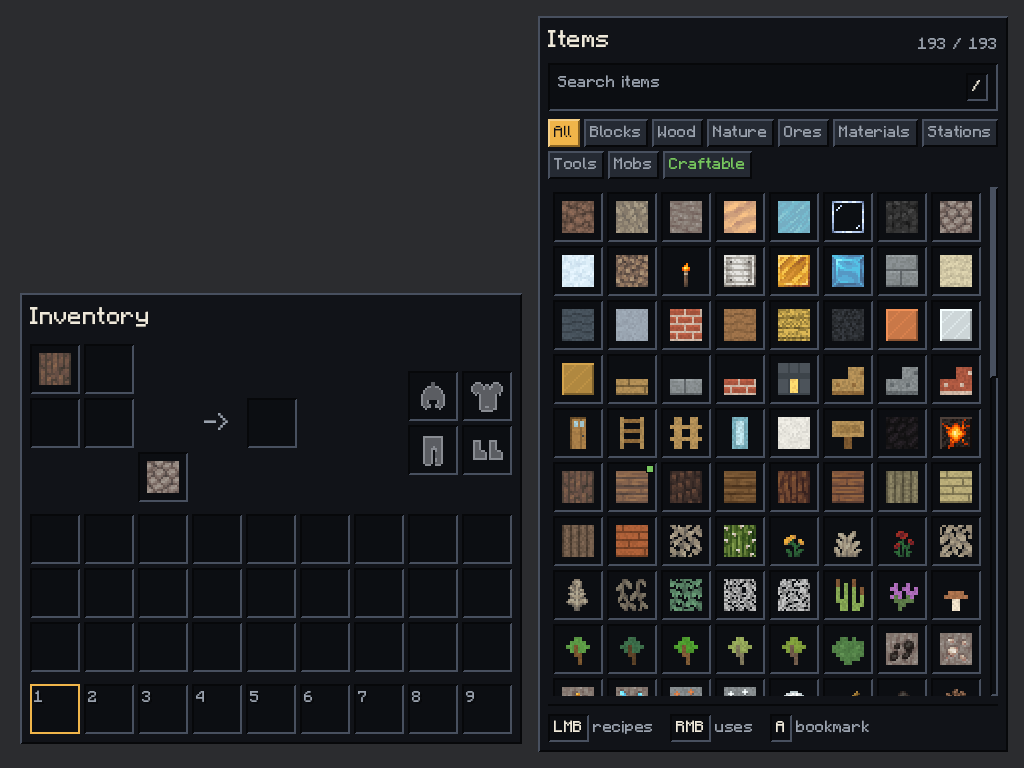 Items
193 / 193
Search items /
All Blocks Wood Nature Ores Materials Stations
Tools Mobs Craftable
Inventory
1 2 3 4 5 6 7 8 9
LMB recipes RMB uses A bookmark